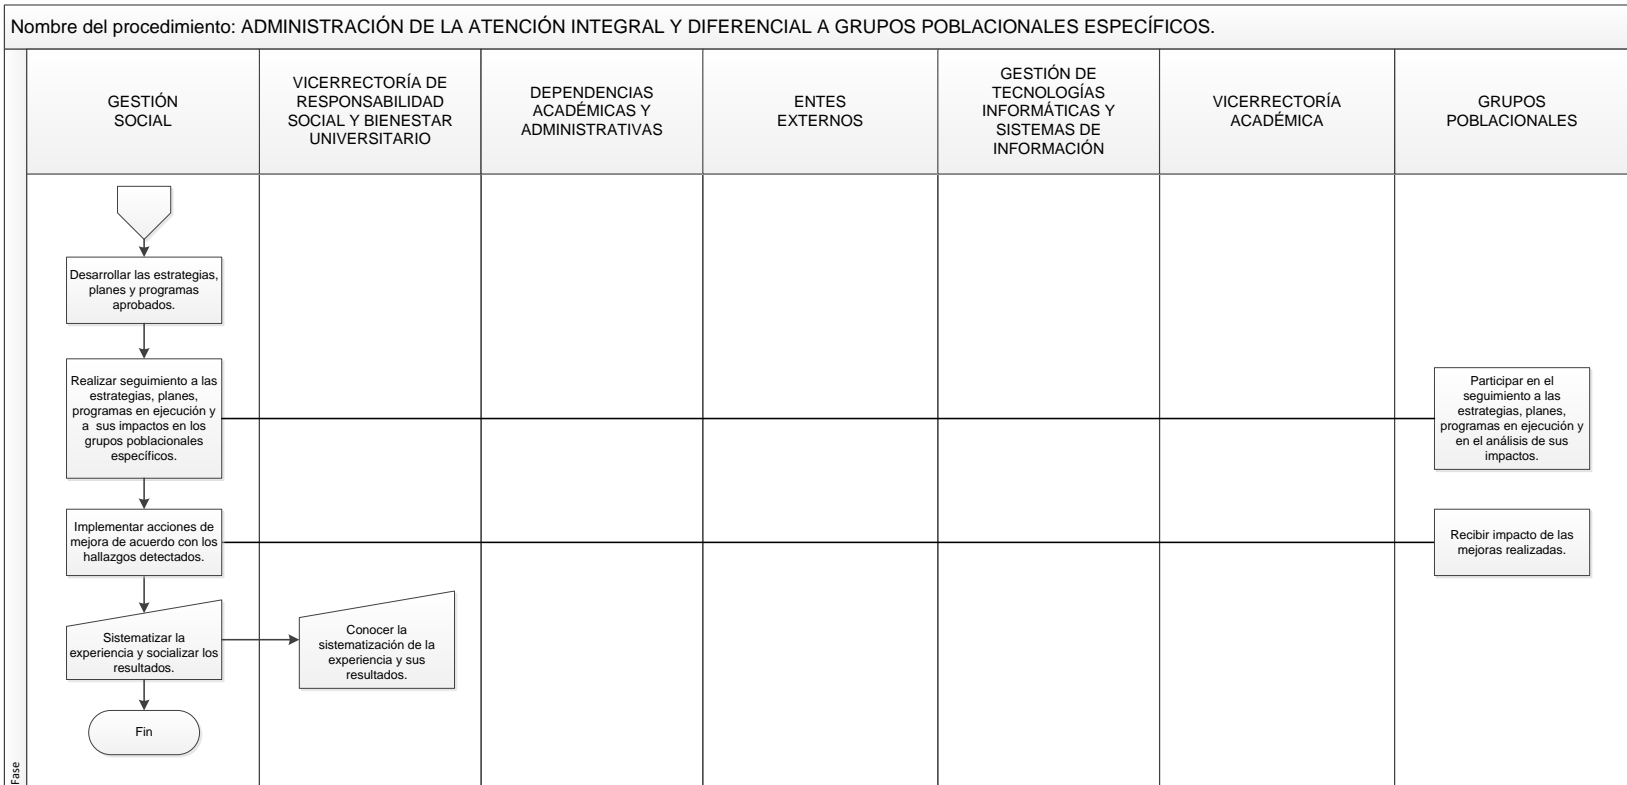 Nombre del procedimiento: ADMINISTRACIÓN DE LA ATENCIÓN INTEGRAL Y DIFERENCIAL A GRUPOS POBLACIONALES ESPECÍFICOS.
GESTIÓN
SOCIAL
VICERRECTORÍA DE
RESPONSABILIDAD
SOCIAL Y BIENESTAR
UNIVERSITARIO
DEPENDENCIAS
ACADÉMICAS Y
ADMINISTRATIVAS
ENTES
EXTERNOS
GESTIÓN DE
TECNOLOGÍAS
INFORMÁTICAS Y
SISTEMAS DE
INFORMACIÓN
VICERRECTORÍA
ACADÉMICA
GRUPOS
POBLACIONALES
Desarrollar las estrategias,
planes y programas
aprobados.
Realizar seguimiento a las
estrategias, planes,
programas en ejecución y
a sus impactos en los
grupos poblacionales
específicos.
Participar en el
seguimiento a las
estrategias, planes,
programas en ejecución y
en el análisis de sus
impactos.
Implementar acciones de
mejora de acuerdo con los
hallazgos detectados.
Recibir impacto de las
mejoras realizadas.
Sistematizar la
experiencia y socializar los
resultados.
Conocer la
sistematización de la
experiencia y sus
resultados.
Fin
Fase